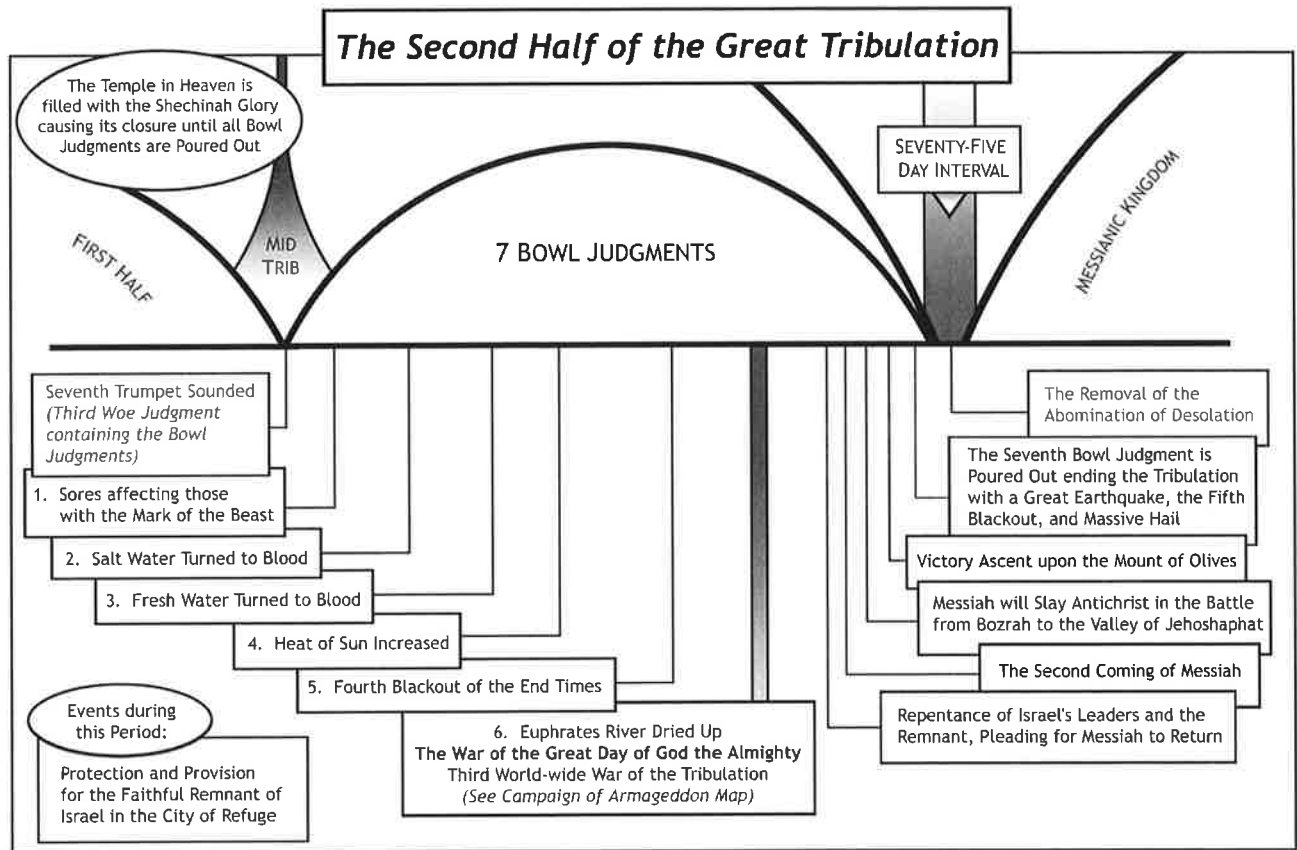 The Second Half of the Great Tribulation
The Temple in Heaven is
filled with the Shechinah Glory
causing its closure until all Bowl
Judgments are Poured Out
FIRST HALF
MID
TRIB
7 BOWL JUDGMENTS
SEVENTY-FIVE
DAY INTERVAL
MESSIANIC KINGDOM
Seventh Trumpet Sounded
(Third Woe Judgment
containing the Bowl
Judgments)
1. Sores affecting those
with the Mark of the Beast
2. Salt Water Turned to Blood
3. Fresh Water Turned to Blood
4. Heat of Sun Increased
5. Fourth Blackout of the End Times
6. Euphrates River Dried Up
The War of the Great Day of God the Almighty
Third World-wide War of the Tribulation
(See Campaign of Armageddon Map)
Events during
this Period:
Protection and Provision
for the Faithful Remnant of
Israel in the City of Refuge
The Removal of the
Abomination of Desolation
The Seventh Bowl Judgment is
Poured Out ending the Tribulation
with a Great Earthquake, the Fifth
Blackout, and Massive Hail
Victory Ascent upon the Mount of Olives
Messiah will Slay Antichrist in the Battle
from Bozrah to the Valley of Jehoshaphat
The Second Coming of Messiah
Repentance of Israel's Leaders and the
Remnant, Pleading for Messiah to Return